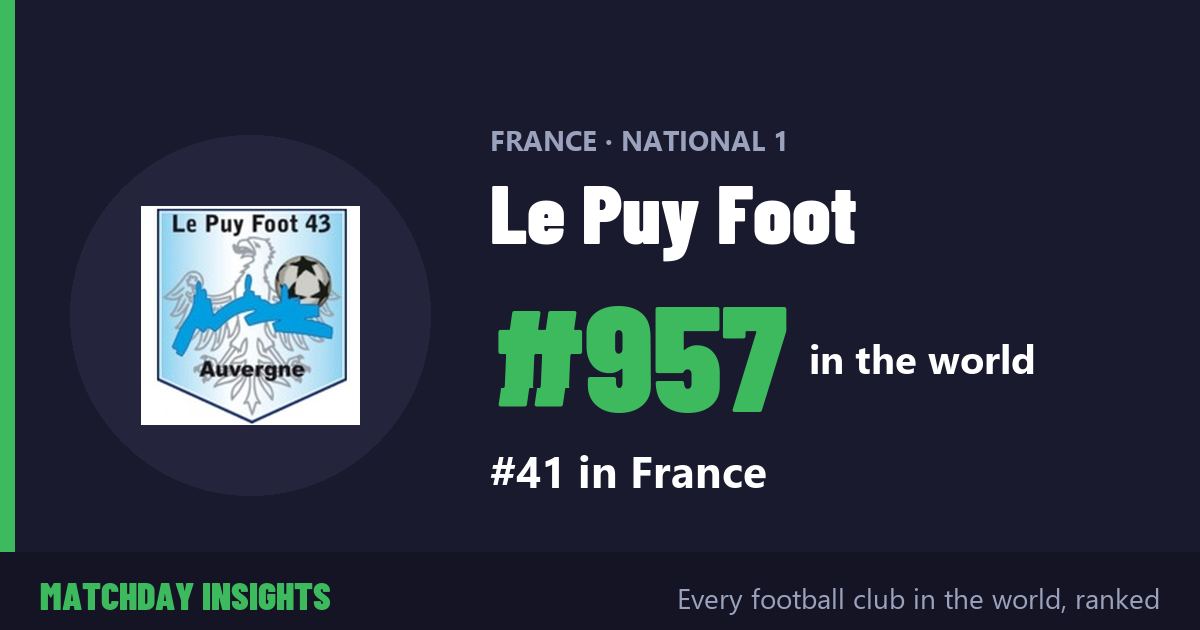 FRANCE · NATIONAL 1
Le Puy Foot
Le Puy Foot 43
Auvergne
#957 in the world
#41 in France
MATCHDAY INSIGHTS
Every football club in the world, ranked